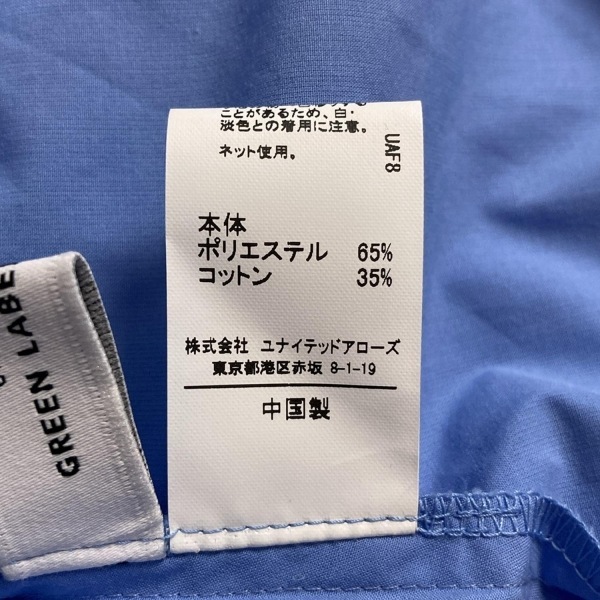 ことがあるため、白・
淡色との着用に注意。
ネット使用。
UAF8
本体
ポリエステル 65%
コットン 35%
株式会社 ユナイテッドアローズ
東京都港区赤坂 8-1-19
中国製
GREEN LABE